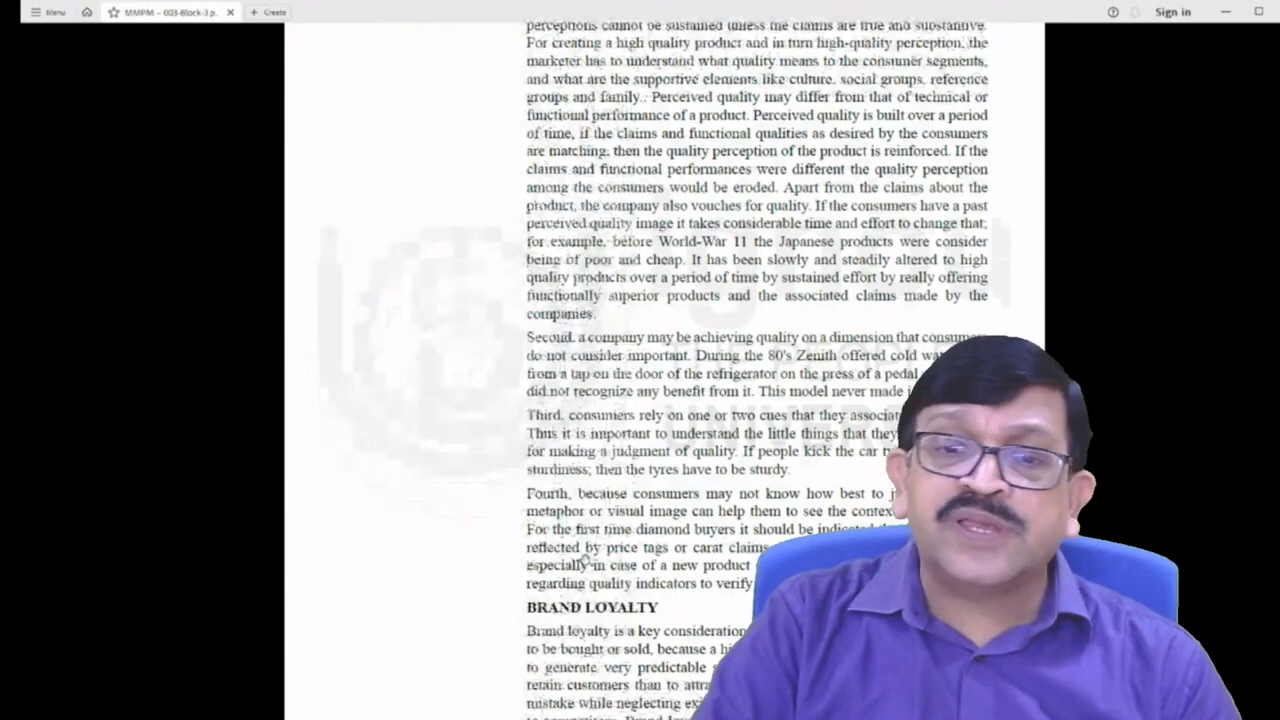 Menu
MMPM – 003-Block-3.p...
Create
Sign in
perceptions cannot be sustained unless the claims are true and substantive.
For creating a high quality product and in turn high-quality perception, the
marketer has to understand what quality means to the consumer segments,
and what are the supportive elements like culture, social groups, reference
groups and family.. Perceived quality may differ from that of technical or
functional performance of a product. Perceived quality is built over a period
of time, if the claims and functional qualities as desired by the consumers
are matching, then the quality perception of the product is reinforced. If the
claims and functional performances were different the quality perception
among the consumers would be eroded. Apart from the claims about the
product, the company also vouches for quality. If the consumers have a past
perceived quality image it takes considerable time and effort to change that;
for example, before World-War 11 the Japanese products were consider
being of poor and cheap. It has been slowly and steadily altered to high
quality products over a period of time by sustained effort by really offering
functionally superior products and the associated claims made by the
companies.
Second, a company may be achieving quality on a dimension that consumers
do not consider important. During the 80's Zenith offered cold
from a tap on the door of the refrigerator on the press of a pedal
did not recognize any benefit from it. This model never made
Third, consumers rely on one or two cues that they
Thus it is important to understand the little things that they
for making a judgment of quality. If people kick the car
sturdiness; then the tyres have to be sturdy.
Fourth, because consumers may not know how best to
metaphor or visual image can help them to see the
For the first time diamond buyers it should be
reflected by price tags or carat claims
especially in case of a new product
regarding quality indicators to verify
BRAND LOYALTY
Brand loyalty is a key consideration
to be bought or sold, because a
to generate very predictable
retain customers than to
mistake while neglecting
THE PEOPLE
UNIVERS